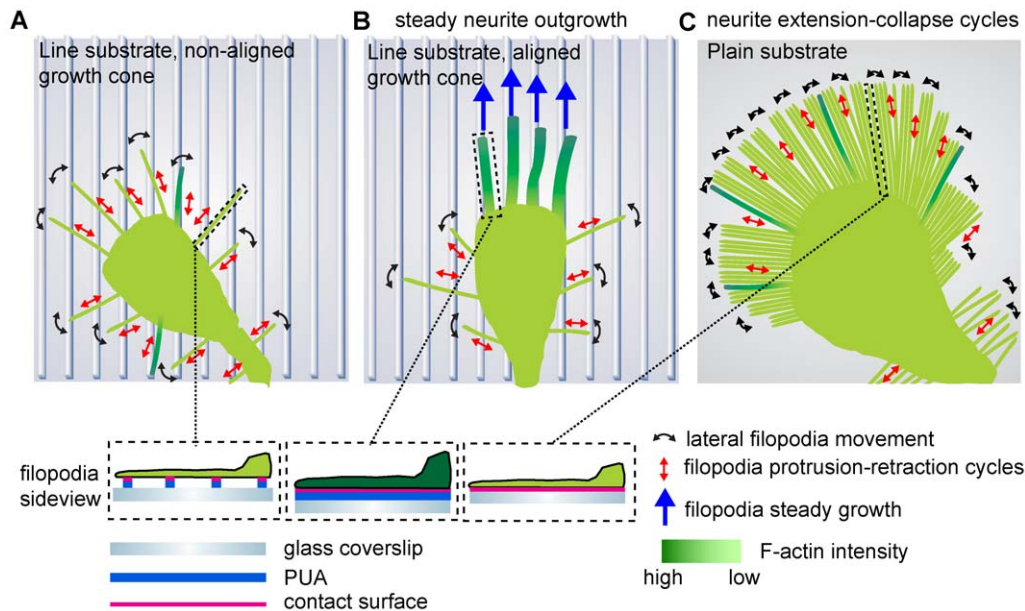 A
Line substrate, non-aligned
growth cone
B
steady neurite outgrowth
Line substrate, aligned
growth cone
C
neurite extension-collapse cycles
Plain substrate
filopodia
sideview
glass coverslip
PUA
contact surface
lateral filopodia movement
filopodia protrusion-retraction cycles
filopodia steady growth
F-actin intensity
high
low